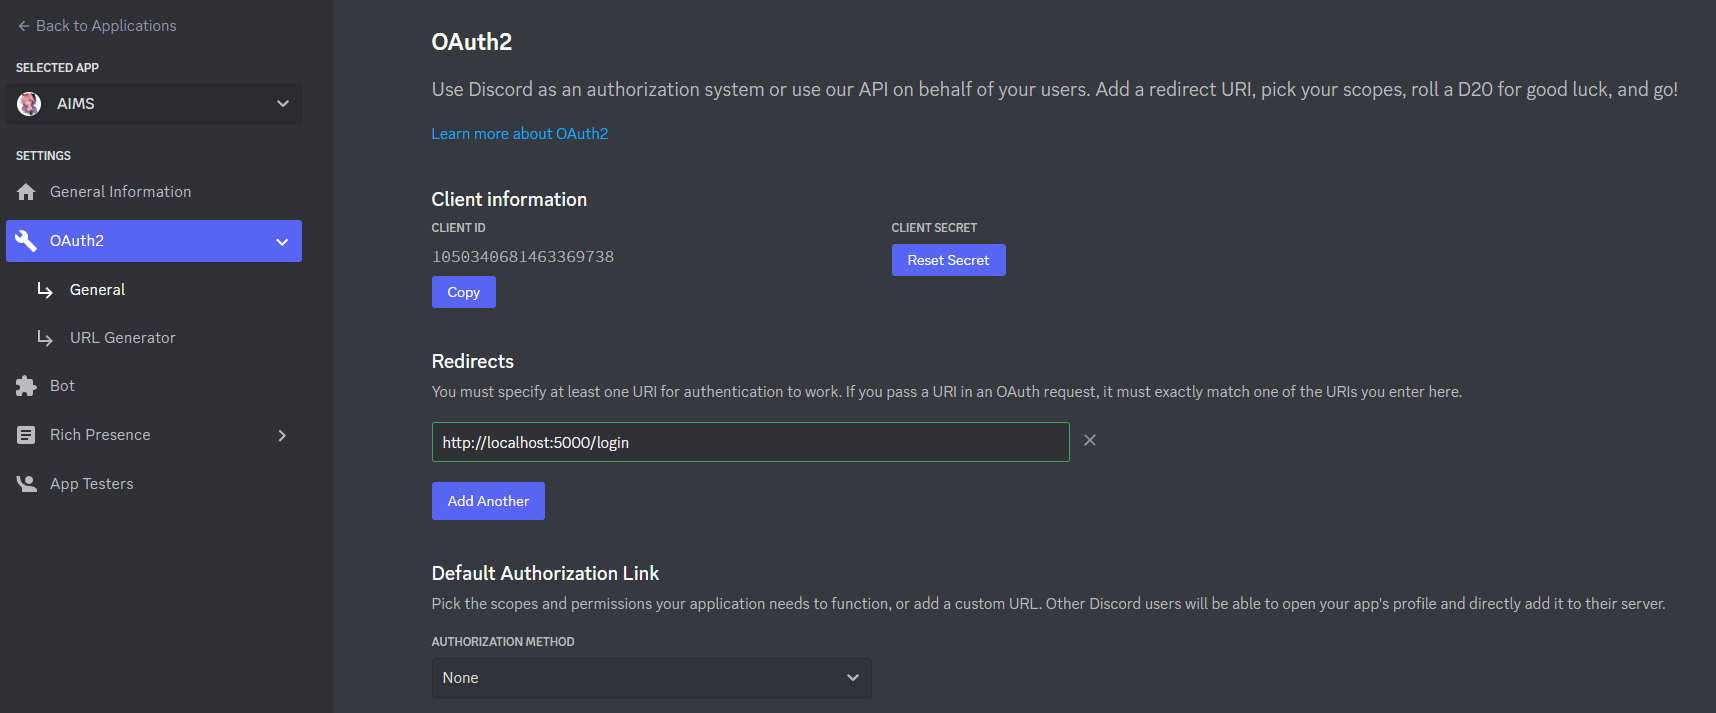 Back to Applications
SELECTED APP
AIMS
SETTINGS
General Information
OAuth2
General
URL Generator
Bot
Rich Presence
App Testers
OAuth2
Use Discord as an authorization system or use our API on behalf of your users. Add a redirect URI, pick your scopes, roll a D20 for good luck, and go!
Learn more about OAuth2
Client information
CLIENT ID
1050340681463369738
Copy
CLIENT SECRET
Reset Secret
Redirects
You must specify at least one URI for authentication to work. If you pass a URI in an OAuth request, it must exactly match one of the URIs you enter here.
http://localhost:5000/login
Add Another
Default Authorization Link
Pick the scopes and permissions your application needs to function, or add a custom URL. Other Discord users will be able to open your app's profile and directly add it to their server.
AUTHORIZATION METHOD
None